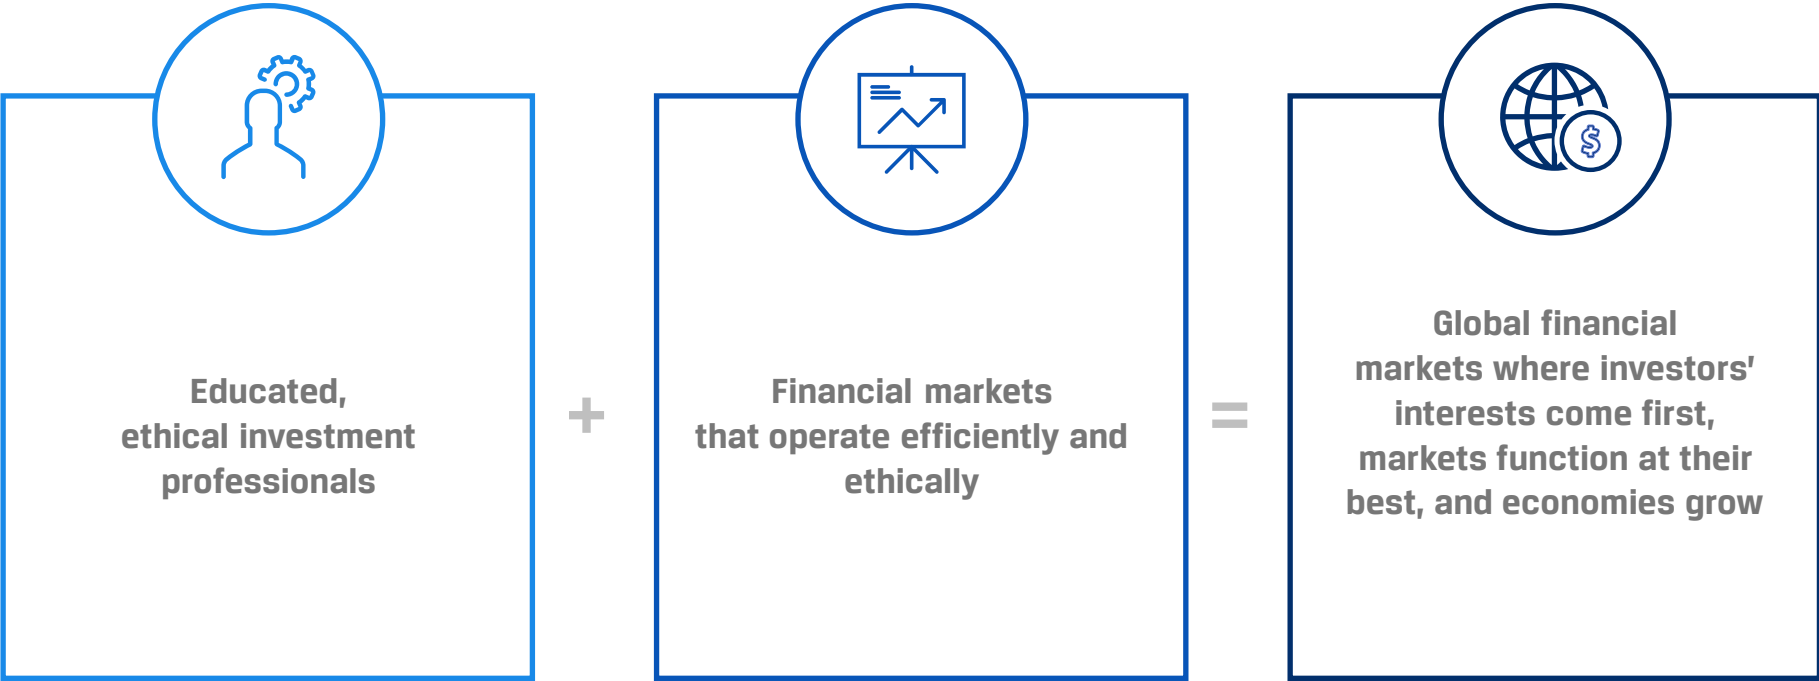 Educated,
ethical investment
professionals
+
Financial markets
that operate efficiently and
ethically
=
Global financial
markets where investors’
interests come first,
markets function at their
best, and economies grow
$